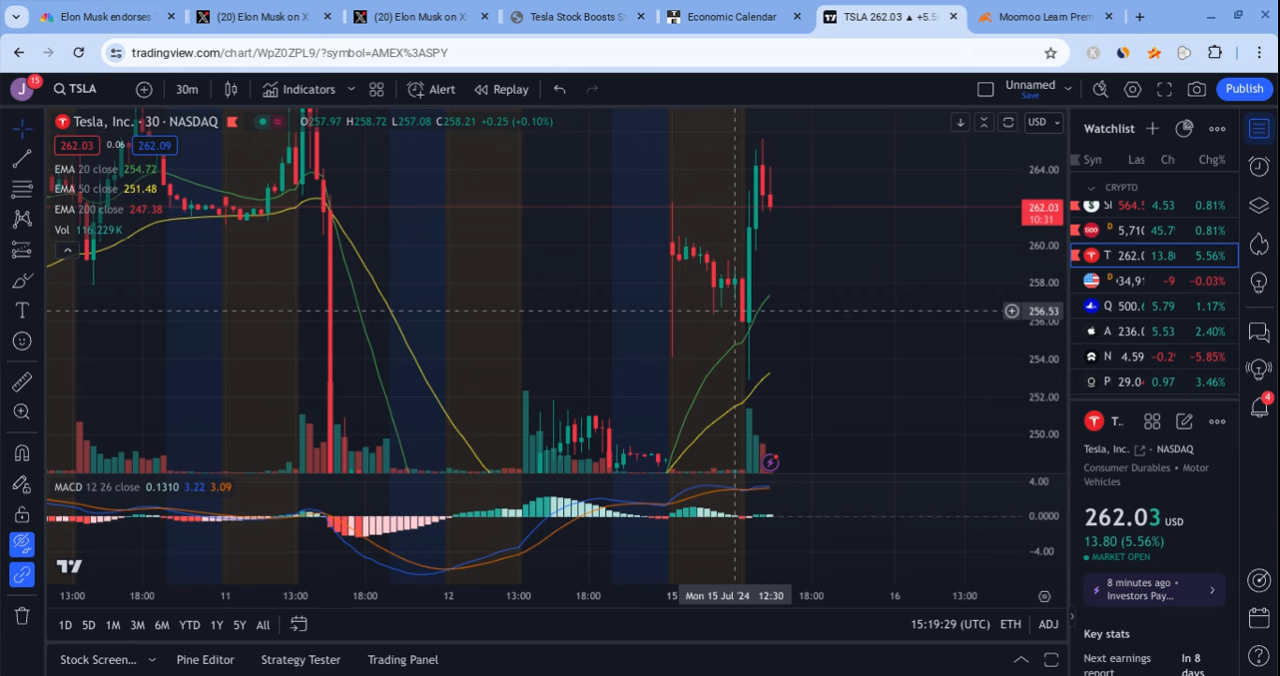 Elon Musk endorses T
(20) Elon Musk on X:
(20) Elon Musk on X:
Tesla Stock Boosts S
Economic Calendar
TSLA 262.03 ▲ +5.5
Moomoo Learn Prem
tradingview.com/chart/WpZ0ZPL9/?symbol=AMEX%3ASPY
J 15
TSLA
30m
Indicators
Alert
Replay
Unnamed
Save
Publish
Tesla, Inc. · 30 · NASDAQ
O257.97 H258.72 L257.08 C258.21 +0.25 (+0.10%)
262.03 0.06 262.09
EMA 20 close 254.72
EMA 50 close 251.48
EMA 200 close 247.38
Vol 116.229K
USD
264.00
262.03
10:31
260.00
258.00
256.53
256.00
254.00
252.00
250.00
MACD 12 26 close 0.1310 3.22 3.09
4.00
0.0000
−4.00
13:00 18:00 11 13:00 18:00 12 13:00 18:00 15 Mon 15 Jul '24 12:30 18:00 16 13:00
1D 5D 1M 3M 6M YTD 1Y 5Y All
15:19:29 (UTC) ETH ADJ
Stock Screen... Pine Editor Strategy Tester Trading Panel
Watchlist
Syn Las Ch Chg%
CRYPTO
564. 4.53 0.81%
500 D 5,71 45.7 0.81%
T 262. 13.8 5.56%
D 34,9 −9 −0.03%
Q 500. 5.79 1.17%
A 236. 5.53 2.40%
N 4.59 −0.2 −5.85%
P 29.0 0.97 3.46%
T..
Tesla, Inc. · NASDAQ
Consumer Durables • Motor
Vehicles
262.03 USD
13.80 (5.56%)
MARKET OPEN
8 minutes ago •
Investors Pay...
Key stats
Next earnings
report
In 8
days
4